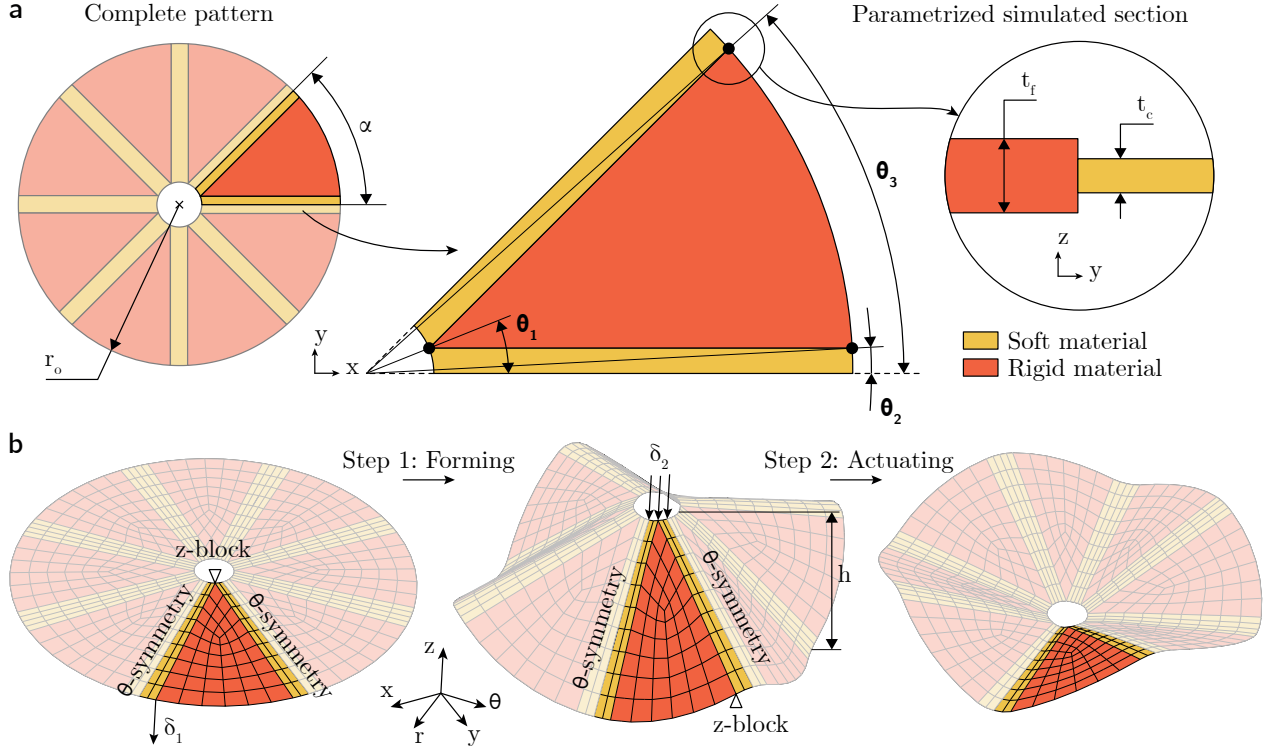 a
Complete pattern
Parametrized simulated section
α
r_o
θ_1
θ_2
θ_3
y
x
t_f
t_c
z
y
Soft material
Rigid material
b
Step 1: Forming
Step 2: Actuating
z-block
θ-symmetry
θ-symmetry
δ_1
z
x
θ
r
y
δ_2
h
θ-symmetry
θ-symmetry
z-block